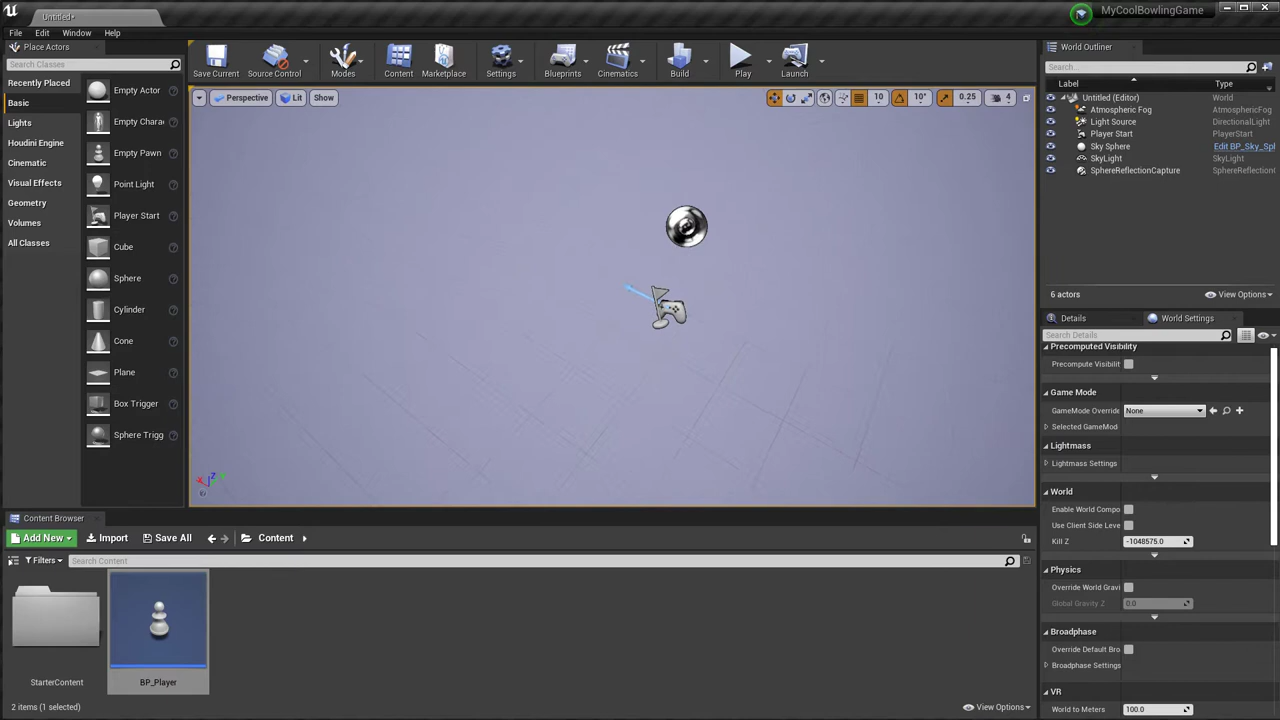 Untitled*
MyCoolBowlingGame
File Edit Window Help
Place Actors
Search Classes
Recently Placed
Basic
Lights
Houdini Engine
Cinematic
Visual Effects
Geometry
Volumes
All Classes
Empty Actor
Empty Chara
Empty Pawn
Point Light
Player Start
Cube
Sphere
Cylinder
Cone
Plane
Box Trigger
Sphere Trigg
Save Current
Source Control
Modes
Content
Marketplace
Settings
Blueprints
Cinematics
Build
Play
Launch
Perspective Lit Show
10 10° 0.25 4
X Z Y
World Outliner
Search...
Label Type
Untitled (Editor) World
Atmospheric Fog AtmosphericFog
Light Source DirectionalLight
Player Start PlayerStart
Sky Sphere Edit BP_Sky_Sph
SkyLight SkyLight
SphereReflectionCapture SphereReflectionC
6 actors View Options
Details World Settings
Search Details
Precomputed Visibility
Precompute Visibilit
Game Mode
GameMode Override None
Selected GameMod
Lightmass
Lightmass Settings
World
Enable World Compo
Use Client Side Leve
Kill Z -1048575.0
Physics
Override World Gravi
Global Gravity Z 0.0
Broadphase
Override Default Bro
Broadphase Settings
VR
World to Meters 100.0
Content Browser
Add New Import Save All Content
Filters Search Content
StarterContent
BP_Player
2 items (1 selected) View Options